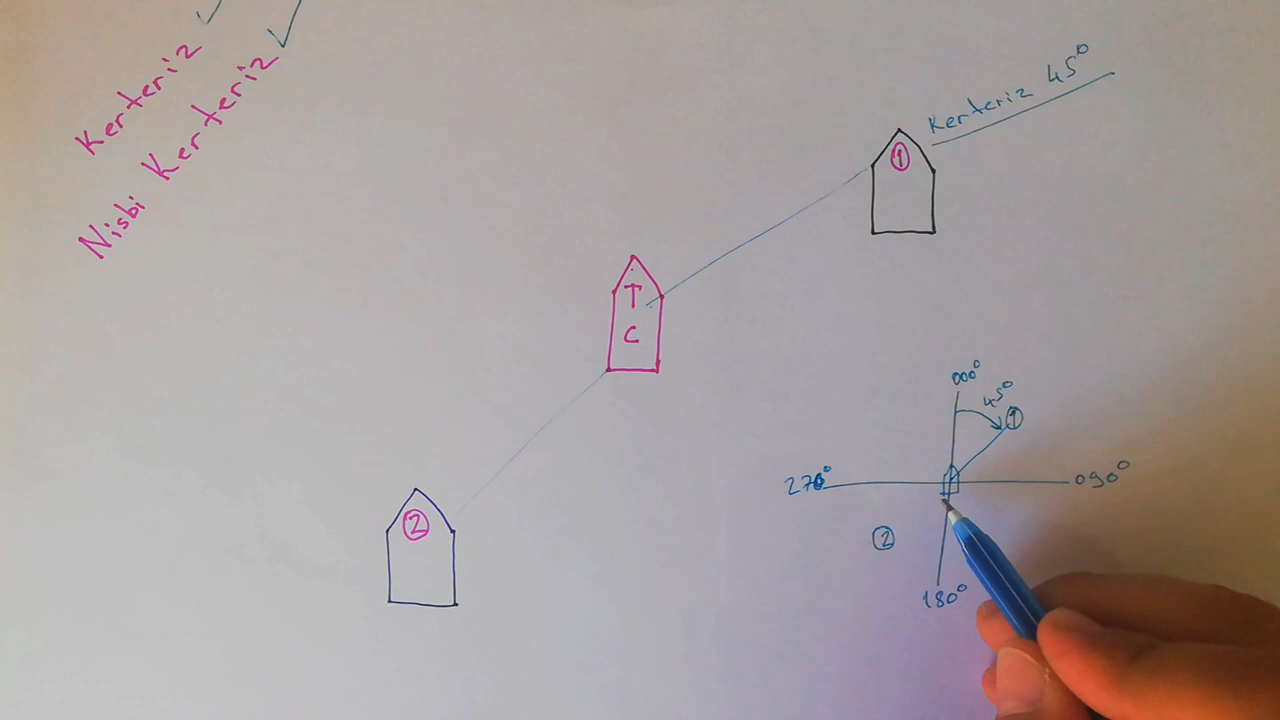 Kerteriz
Nisbi Kerteriz
Kerteriz 45°
1
T
C
2
000°
45°
1
270°
090°
2
180°